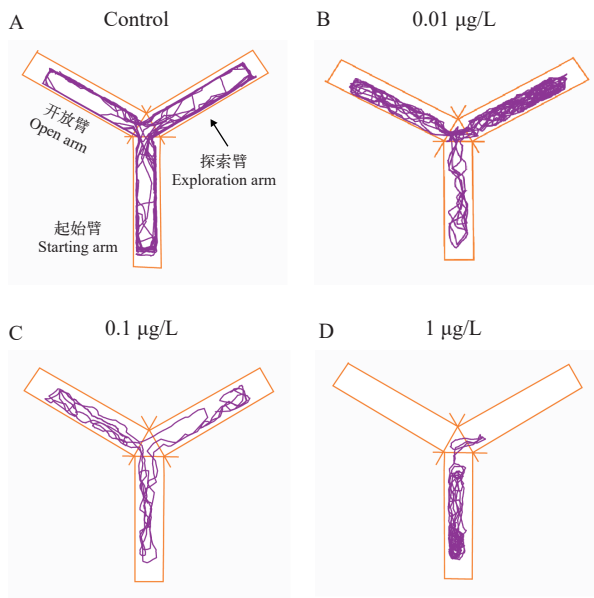 A
Control
B
0.01 μg/L
开放臂
Open arm
探索臂
Exploration arm
起始臂
Starting arm
C
0.1 μg/L
D
1 μg/L